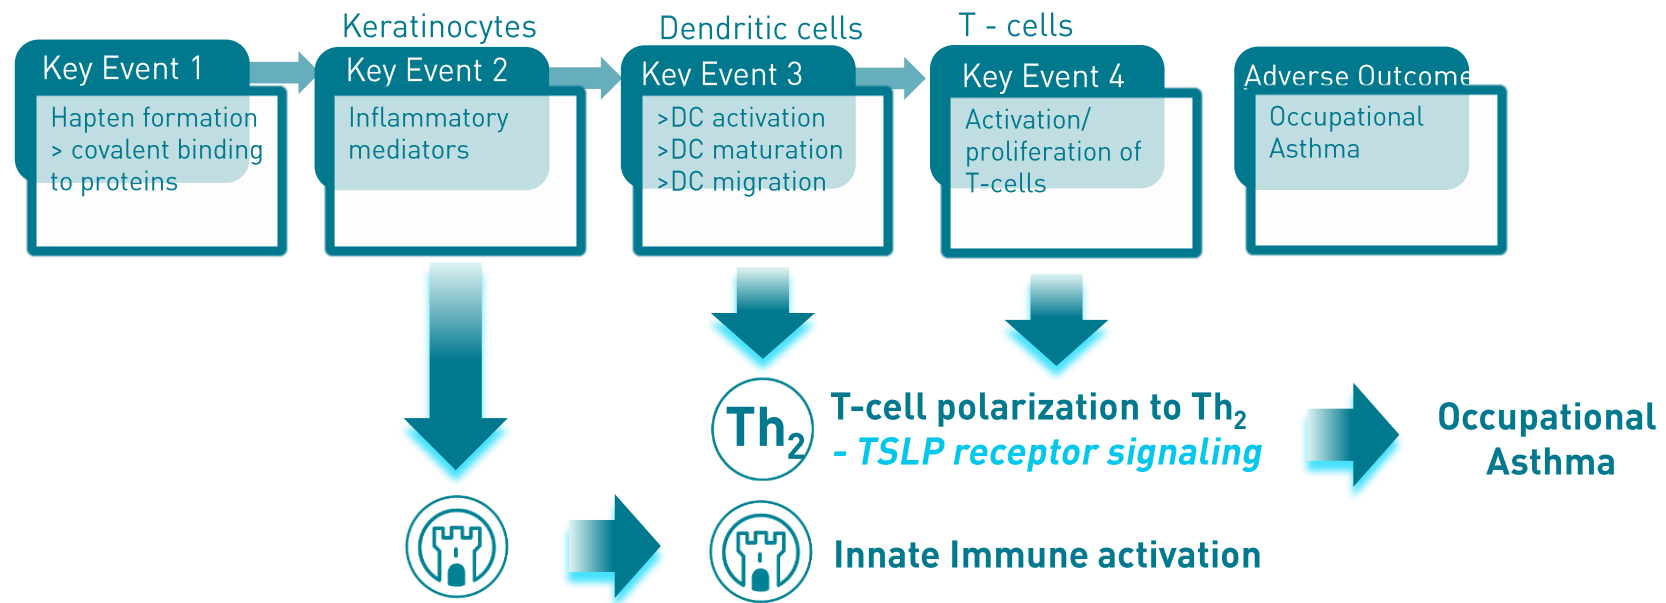 Key Event 1
Hapten formation
> covalent binding
to proteins
Keratinocytes
Key Event 2
Inflammatory
mediators
Dendritic cells
Key Event 3
>DC activation
>DC maturation
>DC migration
T - cells
Key Event 4
Activation/
proliferation of
T-cells
Adverse Outcome
Occupational
Asthma
Th₂
T-cell polarization to Th₂
- TSLP receptor signaling
Occupational
Asthma
Innate Immune activation